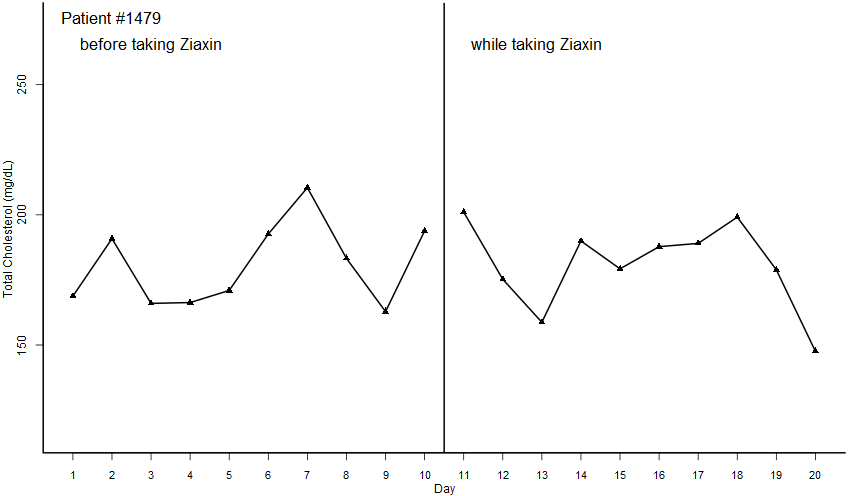 Patient #1479
before taking Ziaxin
while taking Ziaxin
Total Cholesterol (mg/dL)
250
200
150
1 2 3 4 5 6 7 8 9 10 11 12 13 14 15 16 17 18 19 20
Day